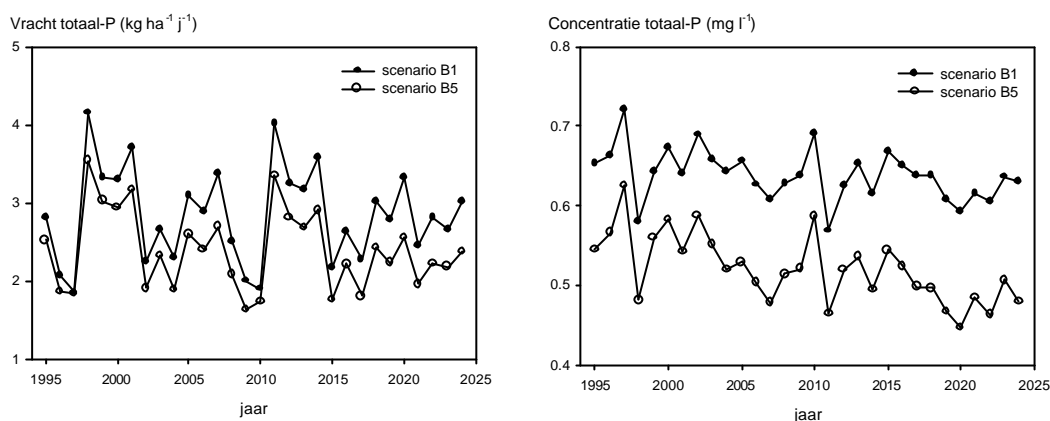 Vracht totaal-P (kg ha⁻¹ j⁻¹)
5
4
3
2
1
scenario B1
scenario B5
1995 2000 2005 2010 2015 2020 2025
jaar
Concentratie totaal-P (mg l⁻¹)
0.8
0.7
0.6
0.5
0.4
scenario B1
scenario B5
1995 2000 2005 2010 2015 2020 2025
jaar